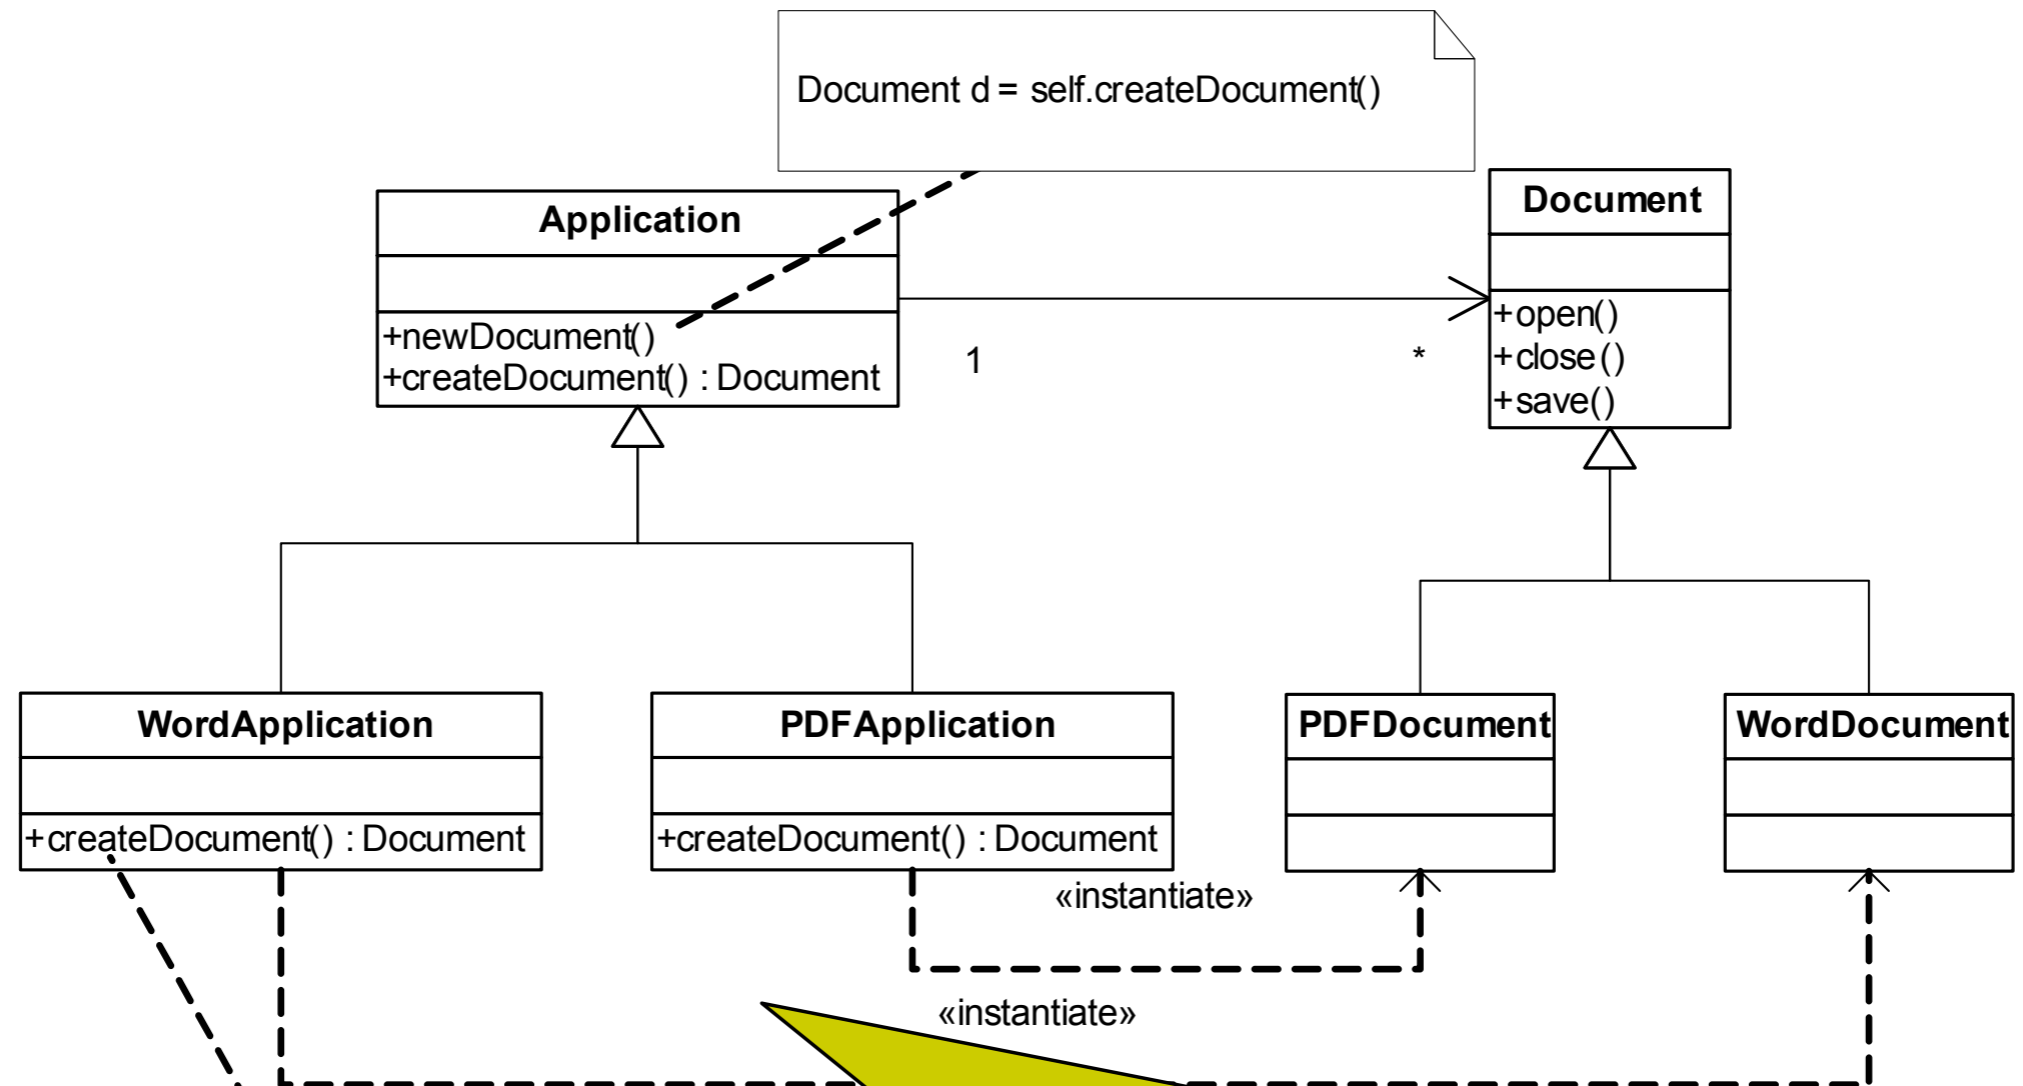 Document d = self.createDocument()
Application
+newDocument()
+createDocument() : Document
1
*
Document
+open()
+close()
+save()
WordApplication
+createDocument() : Document
PDFApplication
+createDocument() : Document
PDFDocument
WordDocument
«instantiate»
«instantiate»